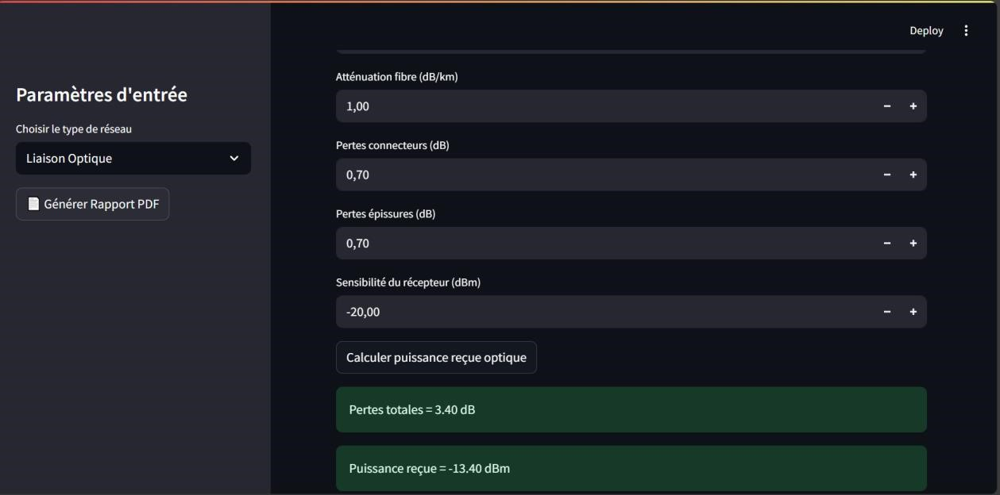 Deploy
Paramètres d'entrée
Choisir le type de réseau
Liaison Optique
Générer Rapport PDF
Atténuation fibre (dB/km)
1,00
Pertes connecteurs (dB)
0,70
Pertes épissures (dB)
0,70
Sensibilité du récepteur (dBm)
-20,00
Calculer puissance reçue optique
Pertes totales = 3.40 dB
Puissance reçue = -13.40 dBm